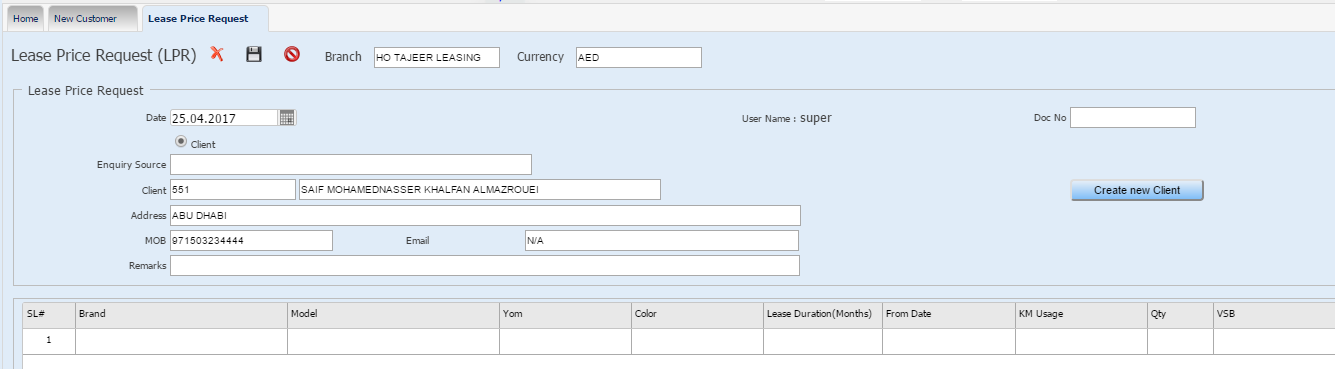 Home New Customer Lease Price Request
Lease Price Request (LPR) Branch HO TAJEER LEASING Currency AED
Lease Price Request
Date 25.04.2017 User Name : super Doc No
Client
Enquiry Source
Client 551 SAIF MOHAMEDNASSER KHALFAN ALMAZROUEI Create new Client
Address ABU DHABI
MOB 971503234444 Email N/A
Remarks
SL# Brand Model Yom Color Lease Duration(Months) From Date KM Usage Qty VSB
1